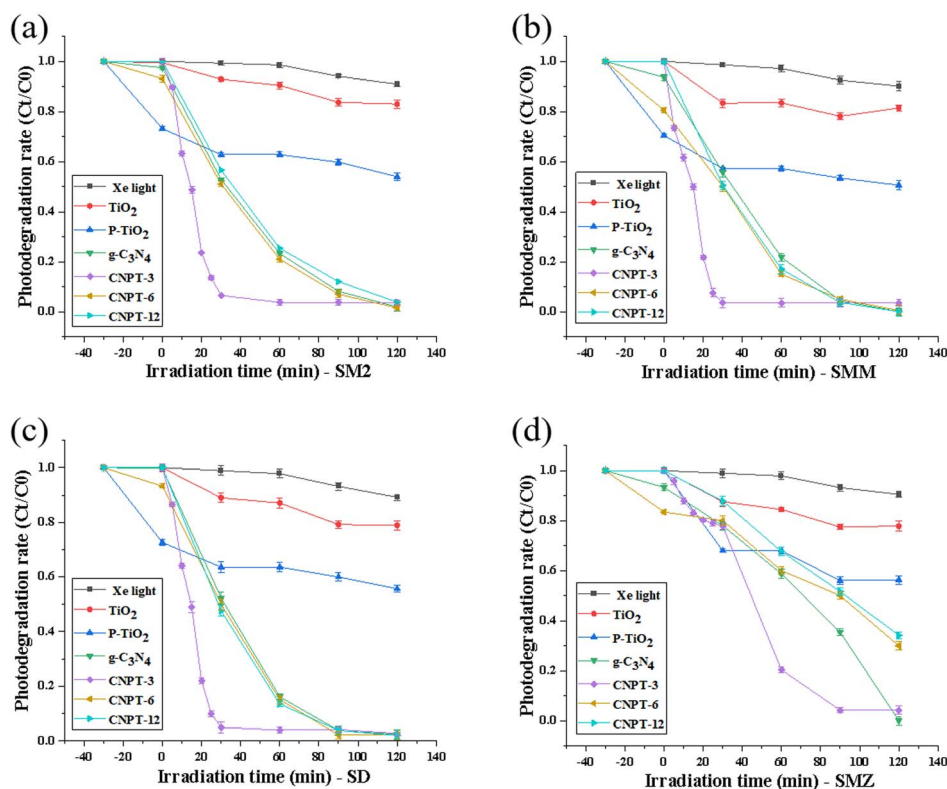 (a)
Photodegradation rate (Ct/C0)
1.0
0.8
0.6
0.4
0.2
0.0
Xe light
TiO2
P-TiO2
g-C3N4
CNPT-3
CNPT-6
CNPT-12
-40 -20 0 20 40 60 80 100 120 140
Irradiation time (min) - SM2
(b)
Photodegradation rate (Ct/C0)
1.0
0.8
0.6
0.4
0.2
0.0
Xe light
TiO2
P-TiO2
g-C3N4
CNPT-3
CNPT-6
CNPT-12
-40 -20 0 20 40 60 80 100 120 140
Irradiation time (min) - SMM
(c)
Photodegradation rate (Ct/C0)
1.0
0.8
0.6
0.4
0.2
0.0
Xe light
TiO2
P-TiO2
g-C3N4
CNPT-3
CNPT-6
CNPT-12
-40 -20 0 20 40 60 80 100 120 140
Irradiation time (min) - SD
(d)
Photodegradation rate (Ct/C0)
1.0
0.8
0.6
0.4
0.2
0.0
Xe light
TiO2
P-TiO2
g-C3N4
CNPT-3
CNPT-6
CNPT-12
-40 -20 0 20 40 60 80 100 120 140
Irradiation time (min) - SMZ